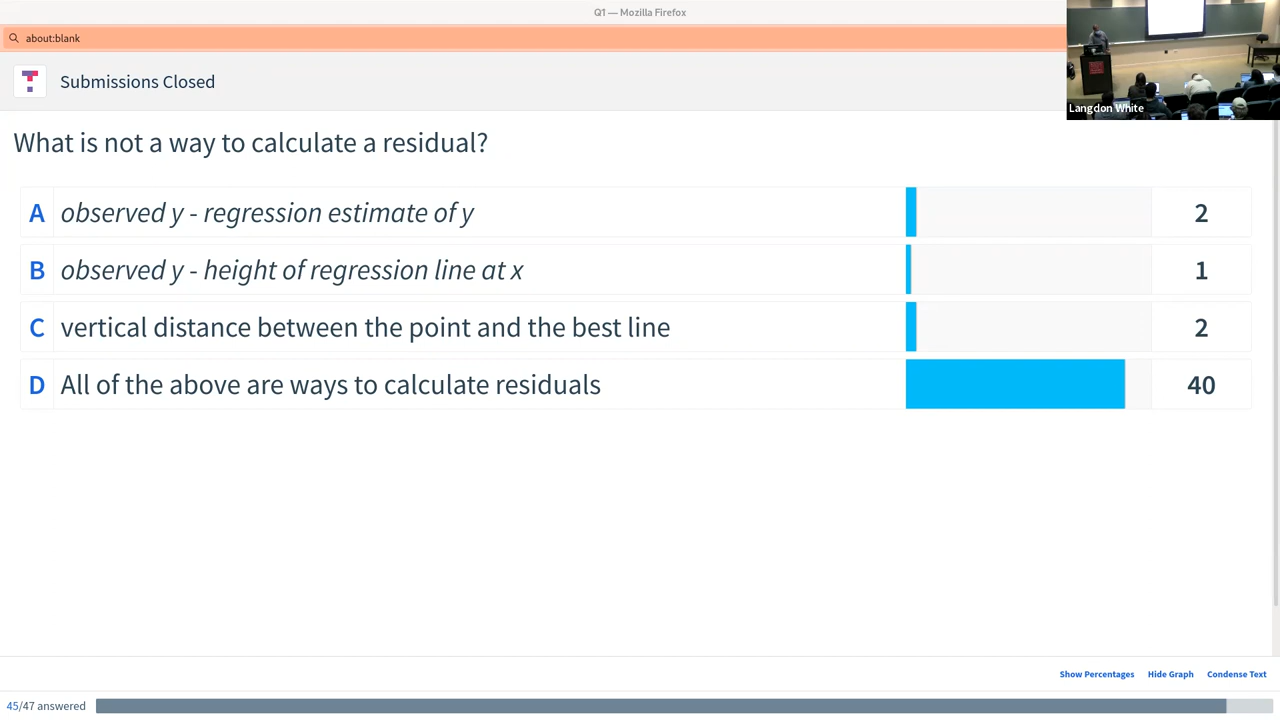 Q1 — Mozilla Firefox
about:blank
Submissions Closed
Langdon White
What is not a way to calculate a residual?
A observed y - regression estimate of y 2
B observed y - height of regression line at x 1
C vertical distance between the point and the best line 2
D All of the above are ways to calculate residuals 40
Show Percentages Hide Graph Condense Text
45/47 answered